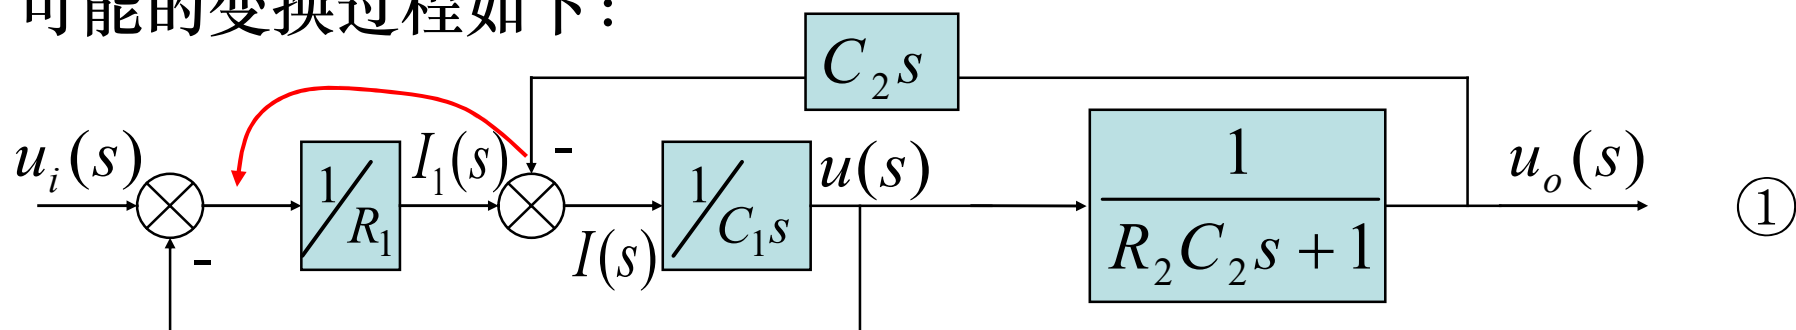 可能的变换过程如下：
C₂s
uᵢ(s)
-
1/R₁
I₁(s)
-
I(s)
1/C₁s
u(s)
1/(R₂C₂s+1)
uₒ(s)
①